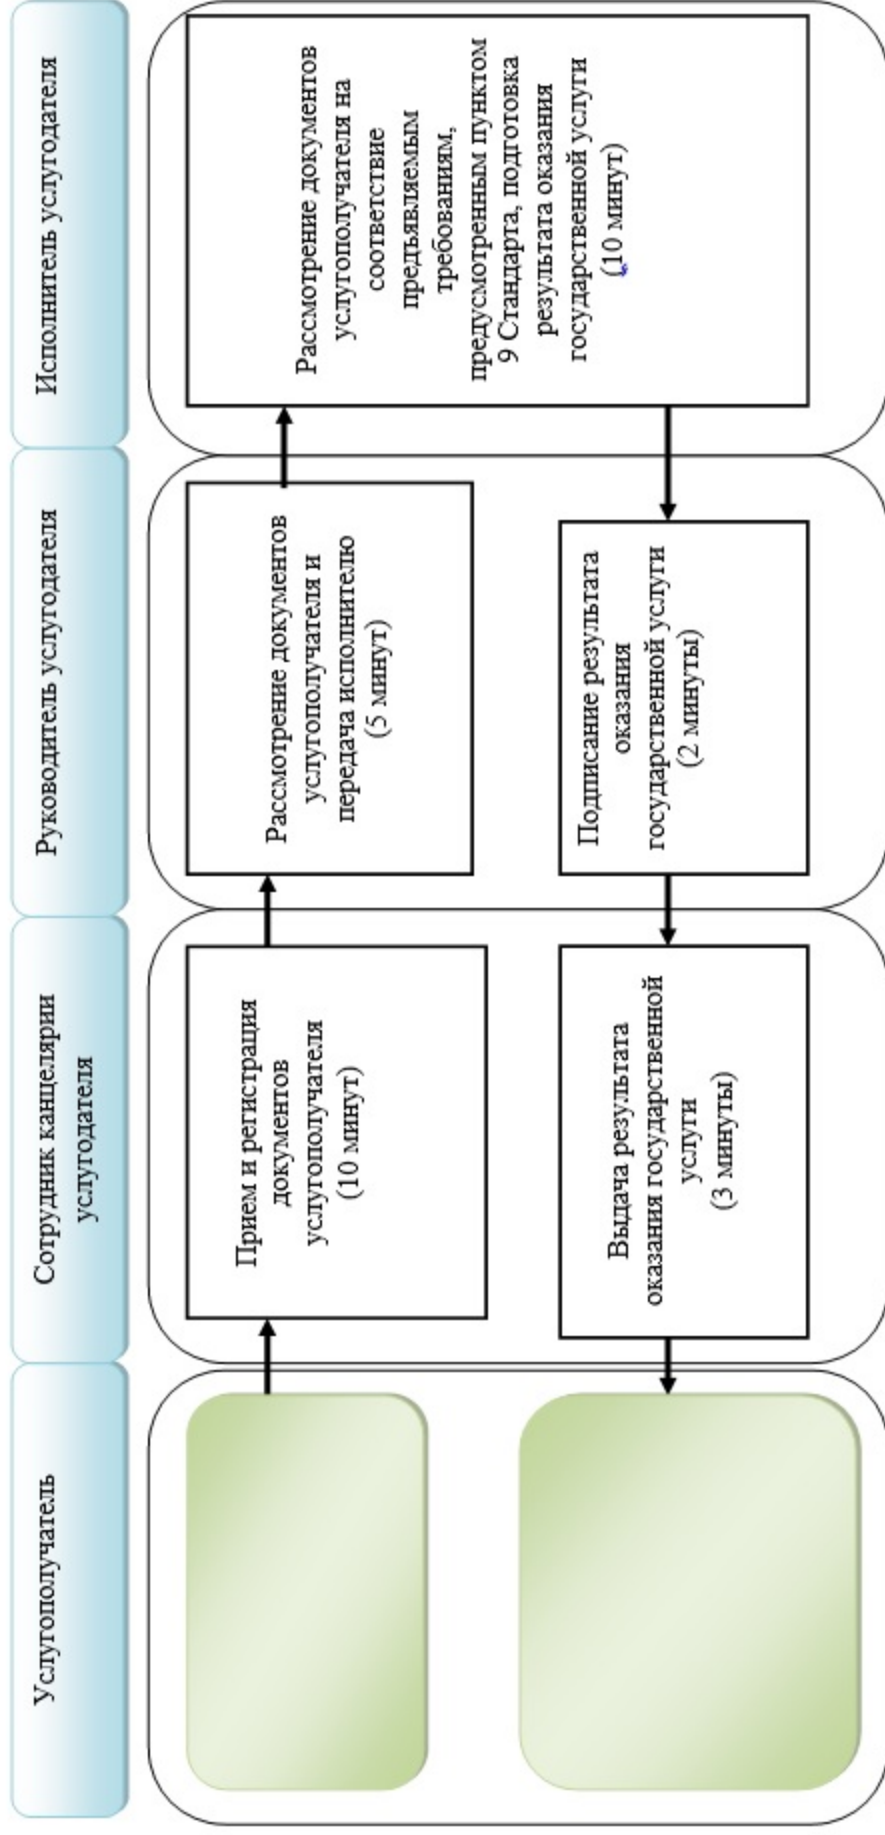 Услугополучатель
Сотрудник канцелярии
услугодателя
Руководитель услугодателя
Исполнитель услугодателя
Прием и регистрация
документов
услугополучателя
(10 минут)
Рассмотрение документов
услугополучателя и
передача исполнителю
(5 минут)
Рассмотрение документов
услугополучателя на
соответствие
предъявляемым
требованиям,
предусмотренным пунктом
9 Стандарта, подготовка
результата оказания
государственной услуги
(10 минут)
Подписание результата
оказания
государственной услуги
(2 минуты)
Выдача результата
оказания государственной
услуги
(3 минуты)